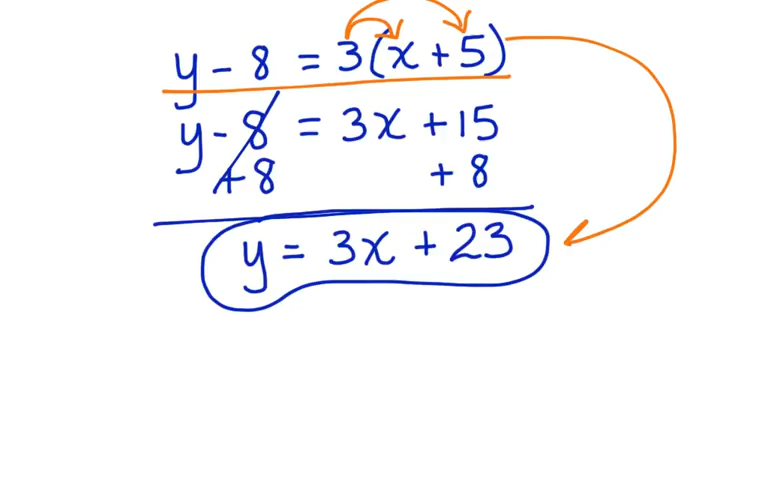 y - 8 = 3(x + 5)
y - 8 = 3x + 15
+ 8 + 8
y = 3x + 23